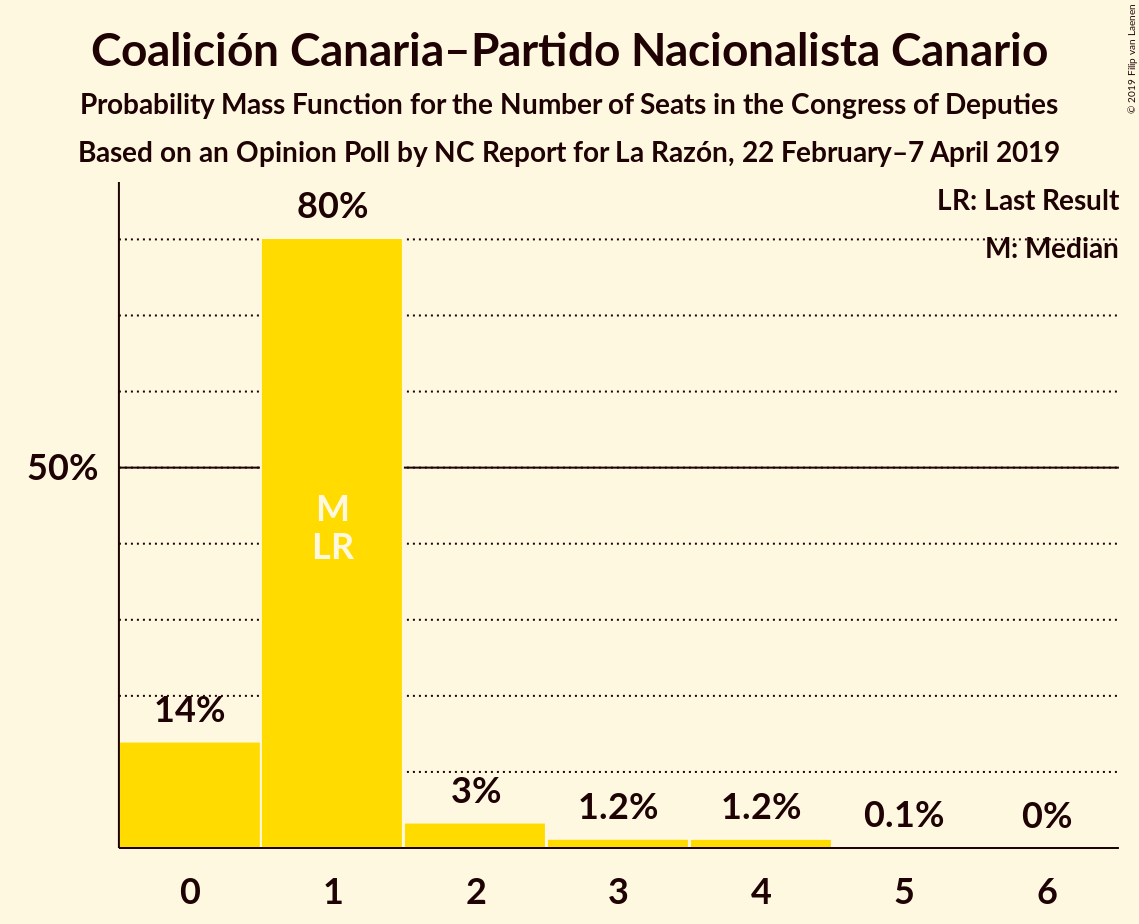 Coalición Canaria–Partido Nacionalista Canario
Probability Mass Function for the Number of Seats in the Congress of Deputies
Based on an Opinion Poll by NC Report for La Razón, 22 February–7 April 2019
© 2019 Filip van Laenen
LR: Last Result
M: Median
80%
50%
M
LR
14%
3%
1.2%
1.2%
0.1%
0%
0 1 2 3 4 5 6